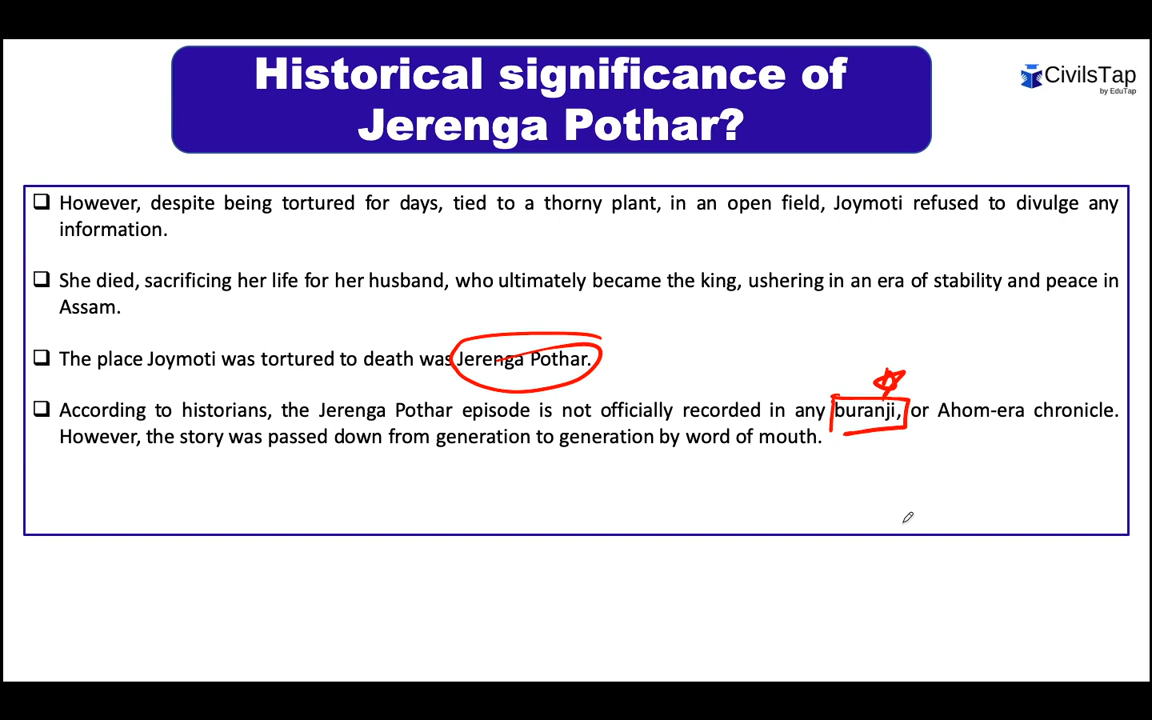 Historical significance of
Jerenga Pothar?
CivilsTap
by EduTap
However, despite being tortured for days, tied to a thorny plant, in an open field, Joymoti refused to divulge any
information.
She died, sacrificing her life for her husband, who ultimately became the king, ushering in an era of stability and peace in
Assam.
The place Joymoti was tortured to death was Jerenga Pothar.
According to historians, the Jerenga Pothar episode is not officially recorded in any buranji, or Ahom-era chronicle.
However, the story was passed down from generation to generation by word of mouth.